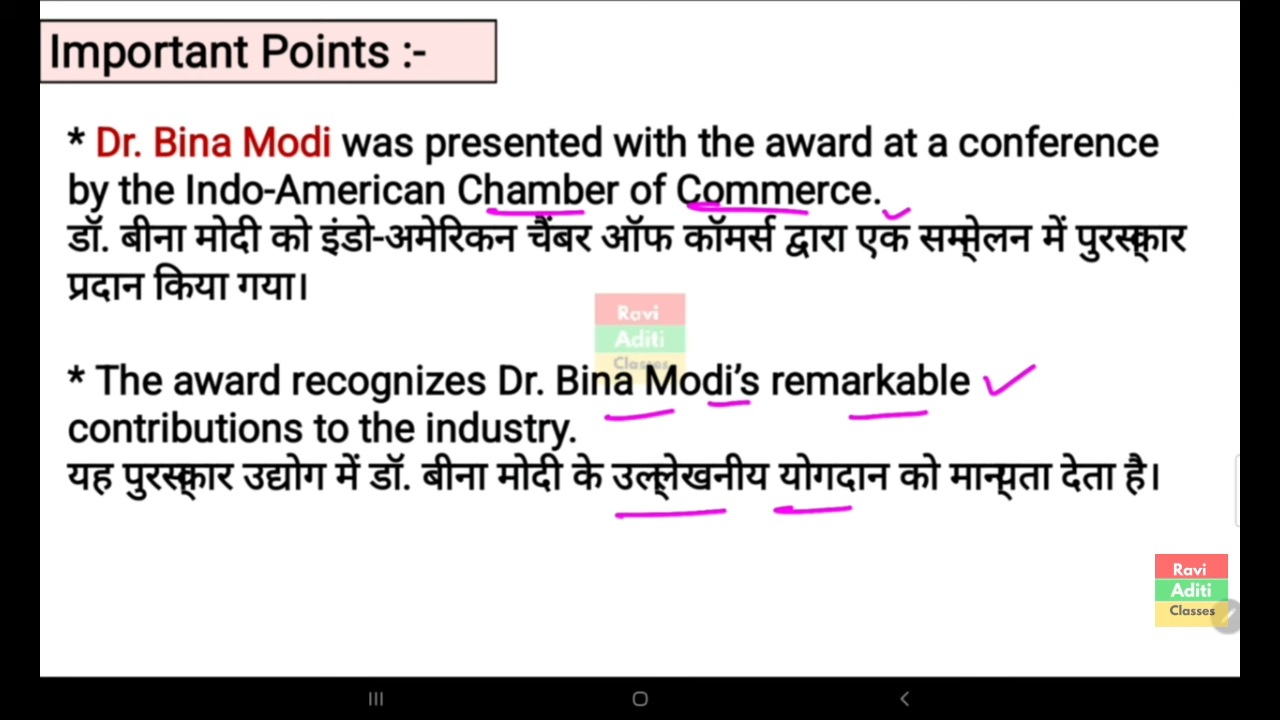 Important Points :-
* Dr. Bina Modi was presented with the award at a conference
by the Indo-American Chamber of Commerce.
डॉ. बीना मोदी को इंडो-अमेरिकन चैंबर ऑफ कॉमर्स द्वारा एक सम्मेलन में पुरस्कार
प्रदान किया गया।
Ravi
Aditi
Classes
* The award recognizes Dr. Bina Modi's remarkable
contributions to the industry.
यह पुरस्कार उद्योग में डॉ. बीना मोदी के उल्लेखनीय योगदान को मान्यता देता है।
Ravi
Aditi
Classes